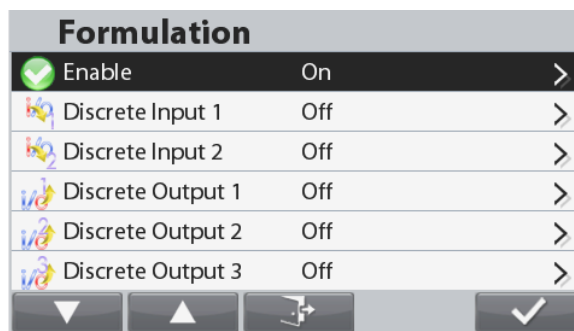 Formulation
Enable On
Discrete Input 1 Off
Discrete Input 2 Off
Discrete Output 1 Off
Discrete Output 2 Off
Discrete Output 3 Off